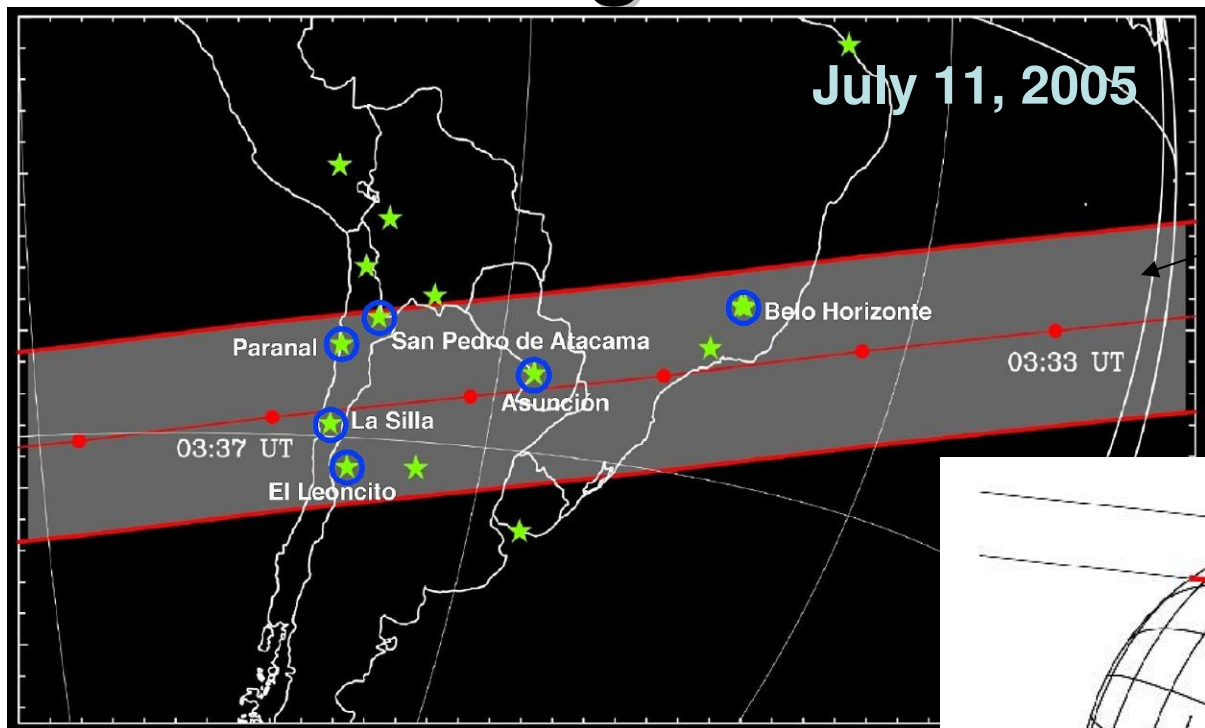 July 11, 2005
Belo Horizonte
San Pedro de Atacama
Paranal
03:33 UT
Asunción
La Silla
03:37 UT
El Leoncito